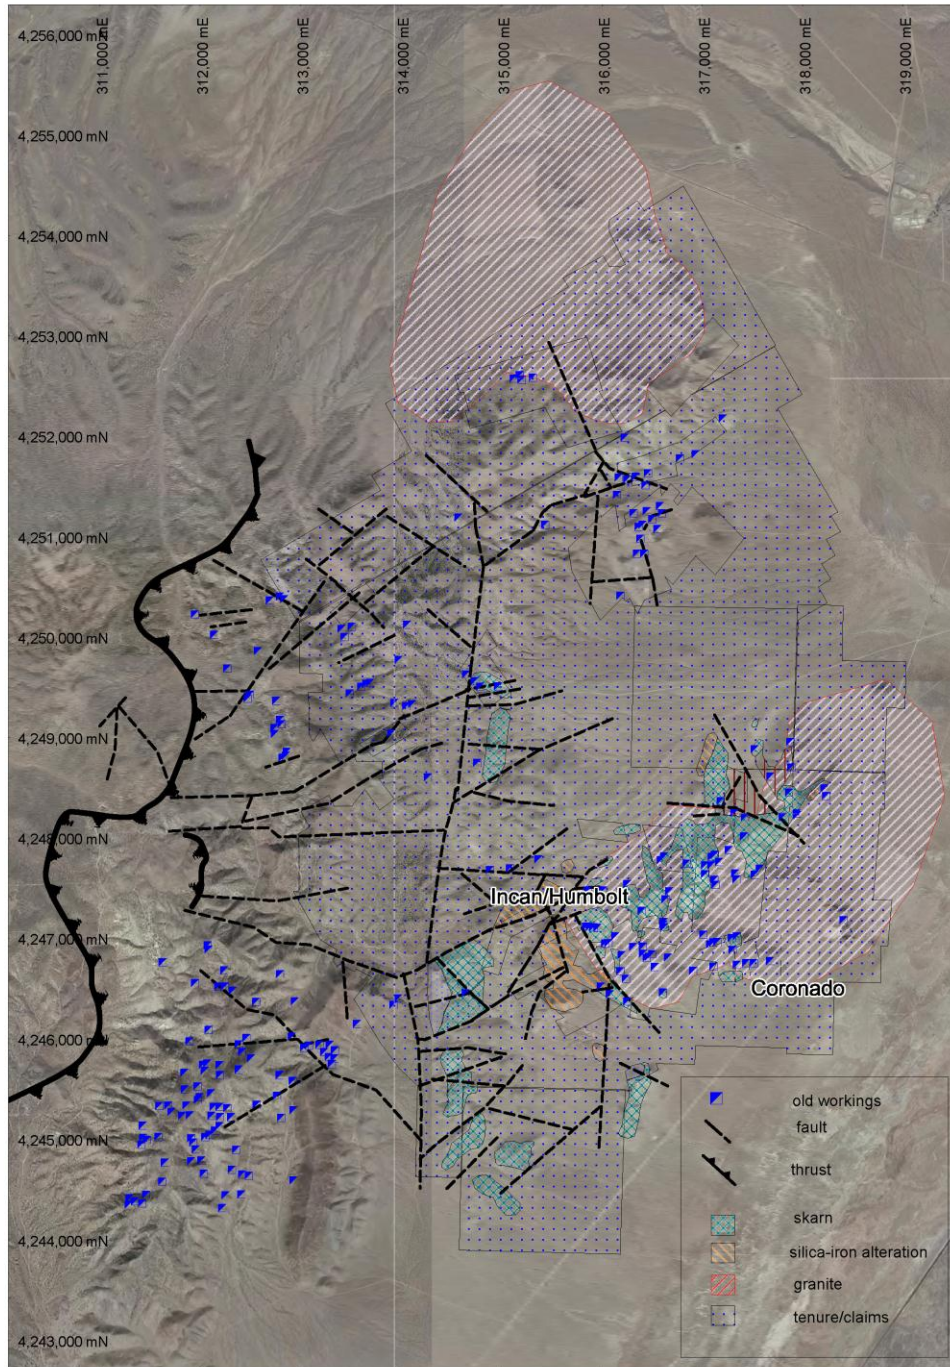 311,000 mE
312,000 mE
313,000 mE
314,000 mE
315,000 mE
316,000 mE
317,000 mE
318,000 mE
319,000 mE
4,256,000 mN
4,255,000 mN
4,254,000 mN
4,253,000 mN
4,252,000 mN
4,251,000 mN
4,250,000 mN
4,249,000 mN
4,248,000 mN
4,247,000 mN
4,246,000 mN
4,245,000 mN
4,244,000 mN
4,243,000 mN
Incan/Humbolt
Coronado
old workings
fault
thrust
skarn
silica-iron alteration
granite
tenure/claims